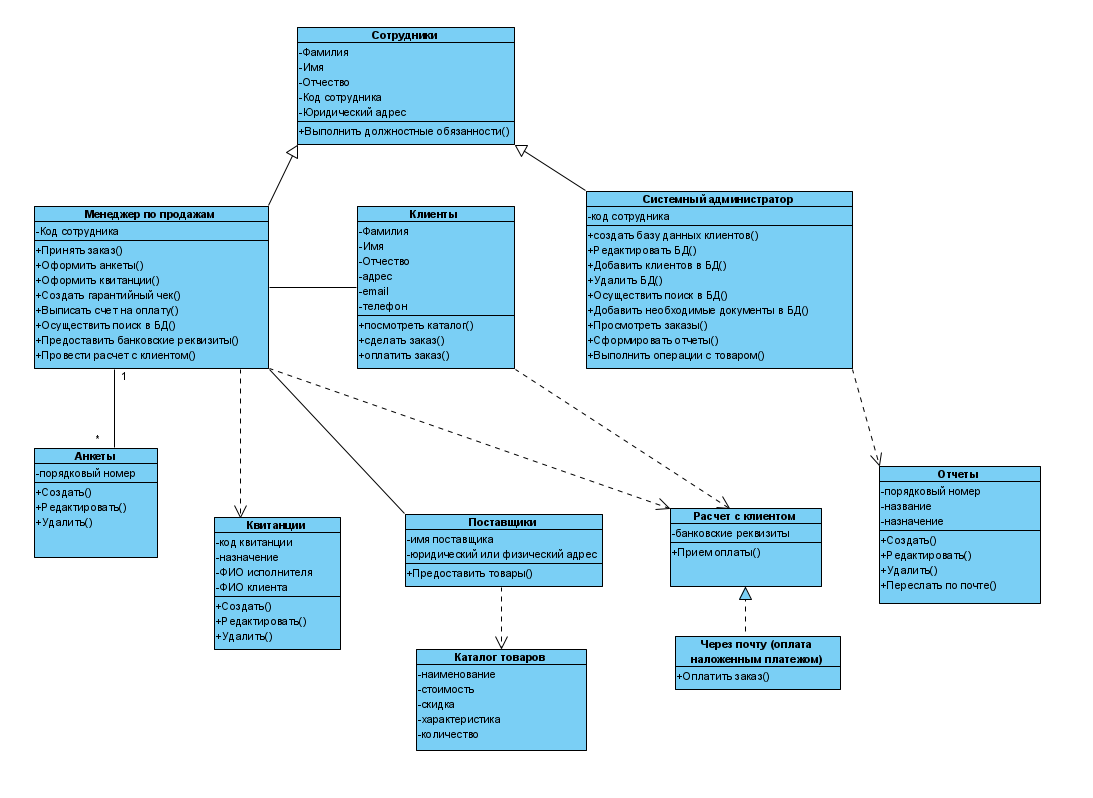 Сотрудники
-Фамилия
-Имя
-Отчество
-Код сотрудника
-Юридический адрес
+Выполнить должностные обязанности()
Менеджер по продажам
-Код сотрудника
+Принять заказ()
+Оформить анкеты()
+Оформить квитанции()
+Создать гарантийный чек()
+Выписать счет на оплату()
+Осуществить поиск в БД()
+Предоставить банковские реквизиты()
+Провести расчет с клиентом()
Клиенты
-Фамилия
-Имя
-Отчество
-адрес
-email
-телефон
+посмотреть каталог()
+сделать заказ()
+оплатить заказ()
Системный администратор
-код сотрудника
+создать базу данных клиентов()
+Редактировать БД()
+Добавить клиентов в БД()
+Удалить БД()
+Осуществить поиск в БД()
+Добавить необходимые документы в БД()
+Просмотреть заказы()
+Сформировать отчеты()
+Выполнить операции с товаром()
1
*
Анкеты
-порядковый номер
+Создать()
+Редактировать()
+Удалить()
Квитанции
-код квитанции
-назначение
-ФИО исполнителя
-ФИО клиента
+Создать()
+Редактировать()
+Удалить()
Поставщики
-имя поставщика
-юридический или физический адрес
+Предоставить товары()
Расчет с клиентом
-банковские реквизиты
+Прием оплаты()
Отчеты
-порядковый номер
-название
-назначение
+Создать()
+Редактировать()
+Удалить()
+Переслать по почте()
Каталог товаров
-наименование
-стоимость
-скидка
-характеристика
-количество
Через почту (оплата
наложенным платежом)
+Оплатить заказ()